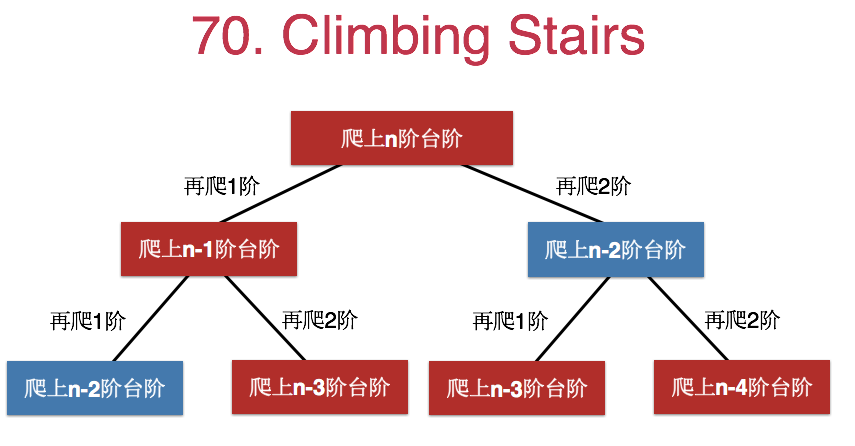 70. Climbing Stairs
爬上n阶台阶
再爬1阶
再爬2阶
爬上n-1阶台阶
爬上n-2阶台阶
再爬1阶
再爬2阶
再爬1阶
再爬2阶
爬上n-2阶台阶
爬上n-3阶台阶
爬上n-3阶台阶
爬上n-4阶台阶